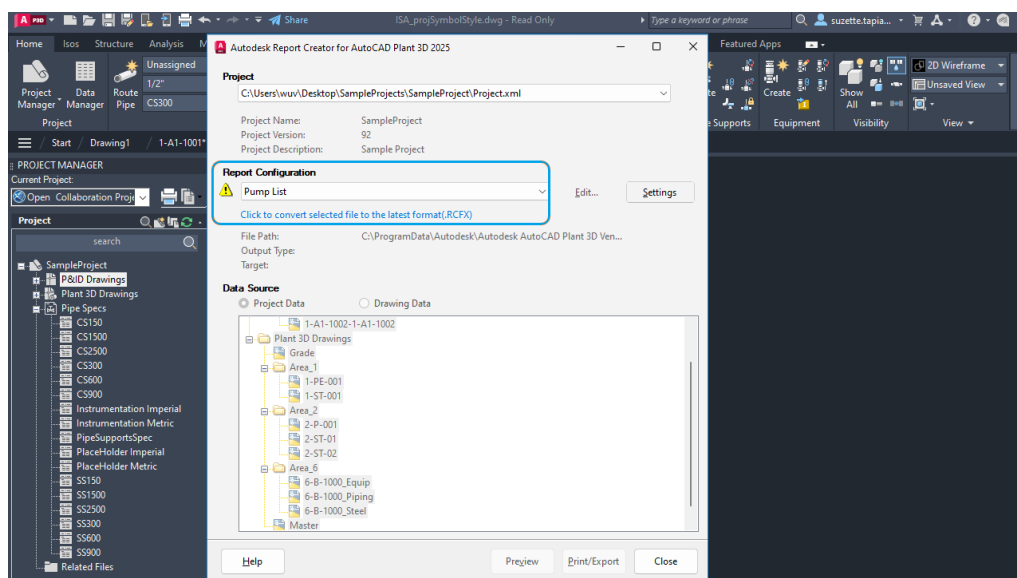 A P3D
Share
ISA_projSymbolStyle.dwg - Read Only
Type a keyword or phrase
suzette.tapia...
Home Isos Structure Analysis M
Featured Apps
Project Manager
Data Manager
Route Pipe
Unassigned
1/2"
CS300
Project
Create
Show All
2D Wireframe
Unsaved View
Supports
Equipment
Visibility
View
Start / Drawing1 / 1-A1-1001*
PROJECT MANAGER
Current Project:
Open Collaboration Proje
Project
search
SampleProject
P&ID Drawings
Plant 3D Drawings
Pipe Specs
CS150
CS1500
CS2500
CS300
CS600
CS900
Instrumentation Imperial
Instrumentation Metric
PipeSupportsSpec
PlaceHolder Imperial
PlaceHolder Metric
SS150
SS1500
SS2500
SS300
SS600
SS900
Related Files
Autodesk Report Creator for AutoCAD Plant 3D 2025
Project
C:\Users\wuv\Desktop\SampleProjects\SampleProject\Project.xml
Project Name: SampleProject
Project Version: 92
Project Description: Sample Project
Report Configuration
Pump List
Edit...
Settings
Click to convert selected file to the latest format(.RCFX)
File Path: C:\ProgramData\Autodesk\Autodesk AutoCAD Plant 3D Ven...
Output Type:
Target:
Data Source
Project Data
Drawing Data
1-A1-1002-1-A1-1002
Plant 3D Drawings
Grade
Area_1
1-PE-001
1-ST-001
Area_2
2-P-001
2-ST-01
2-ST-02
Area_6
6-B-1000_Equip
6-B-1000_Piping
6-B-1000_Steel
Master
Help
Preview
Print/Export
Close